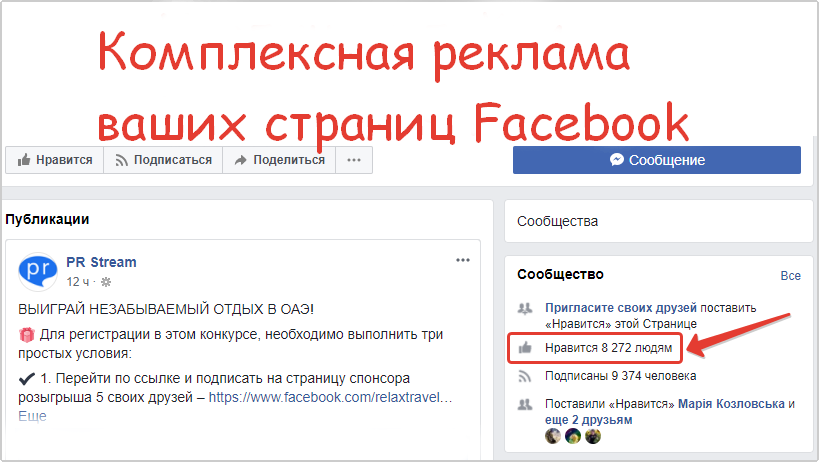 Комплексная реклама
ваших страниц Facebook
Нравится
Подписаться
Поделиться
Сообщение
Публикации
pr
PR Stream
12 ч ·
ВЫИГРАЙ НЕЗАБЫВАЕМЫЙ ОТДЫХ В ОАЭ!
Для регистрации в этом конкурсе, необходимо выполнить три
простых условия:
1. Перейти по ссылке и подписать на страницу спонсора
розыгрыша 5 своих друзей – https://www.facebook.com/relaxtravel…
Еще
Сообщества
Сообщество
Все
Пригласите своих друзей поставить
«Нравится» этой Странице
Нравится 8 272 людям
Подписаны 9 374 человека
Поставили «Нравится» Марія Козловська и
еще 2 друзьям